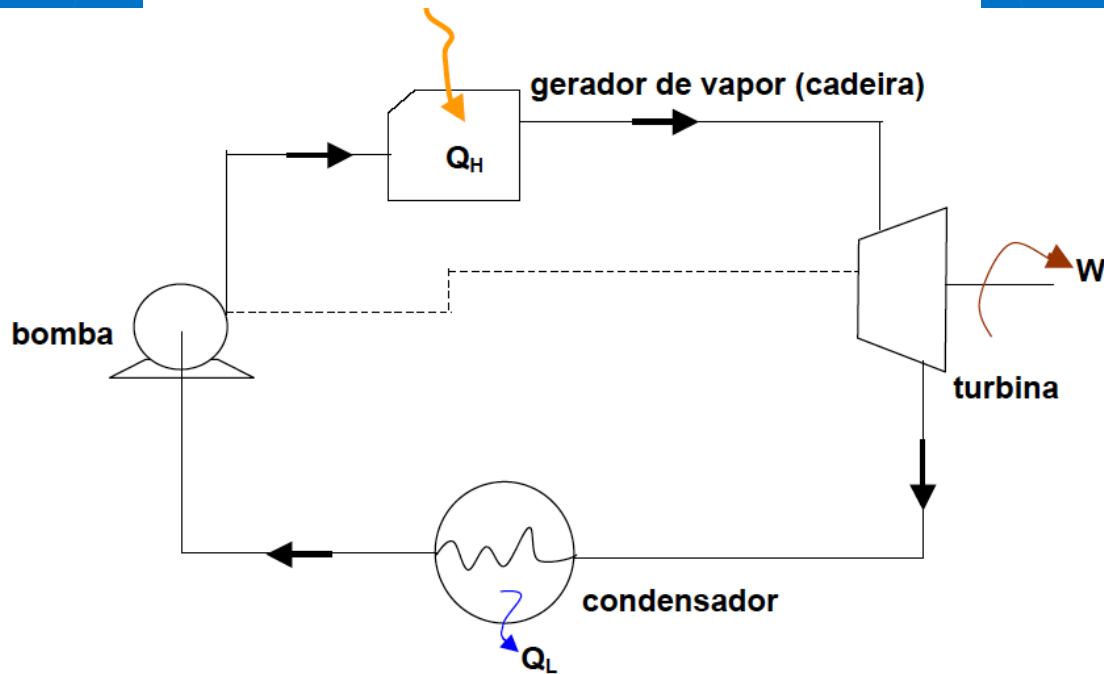 gerador de vapor (cadeira)
QH
W
bomba
turbina
condensador
QL